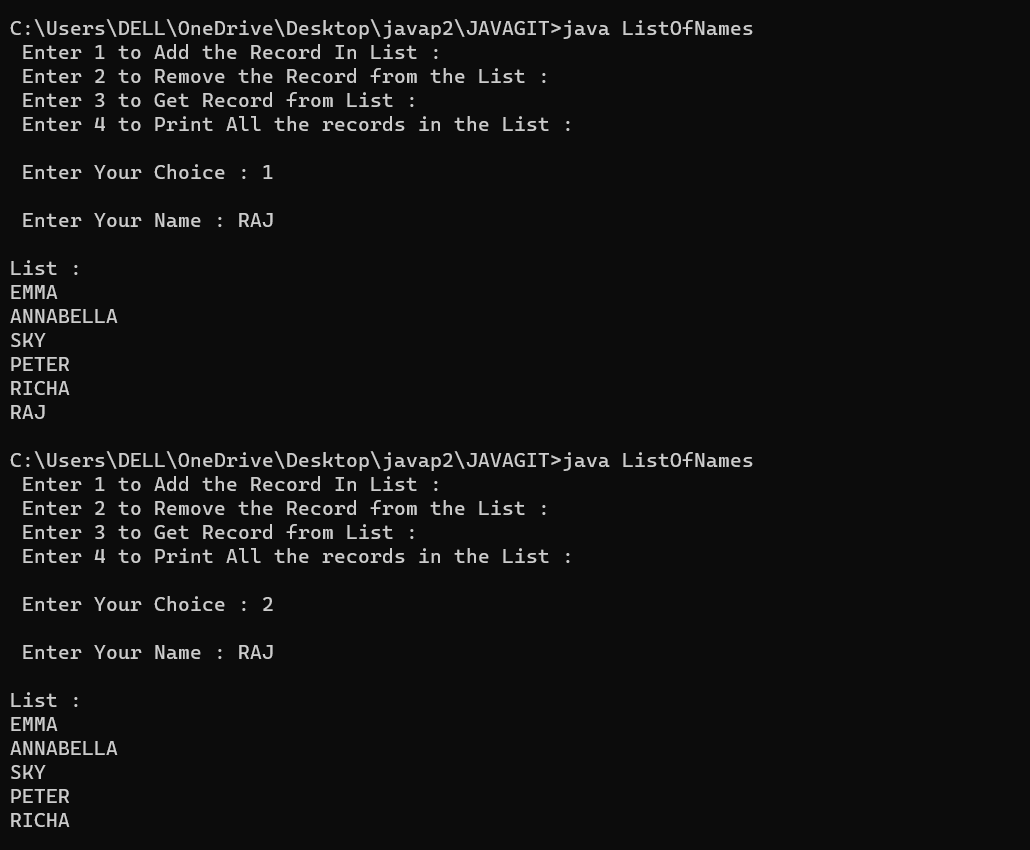 C:\Users\DELL\OneDrive\Desktop\javap2\JAVAGIT>java ListOfNames
Enter 1 to Add the Record In List :
Enter 2 to Remove the Record from the List :
Enter 3 to Get Record from List :
Enter 4 to Print All the records in the List :
Enter Your Choice : 1
Enter Your Name : RAJ
List :
EMMA
ANNABELLA
SKY
PETER
RICHA
RAJ
C:\Users\DELL\OneDrive\Desktop\javap2\JAVAGIT>java ListOfNames
Enter 1 to Add the Record In List :
Enter 2 to Remove the Record from the List :
Enter 3 to Get Record from List :
Enter 4 to Print All the records in the List :
Enter Your Choice : 2
Enter Your Name : RAJ
List :
EMMA
ANNABELLA
SKY
PETER
RICHA